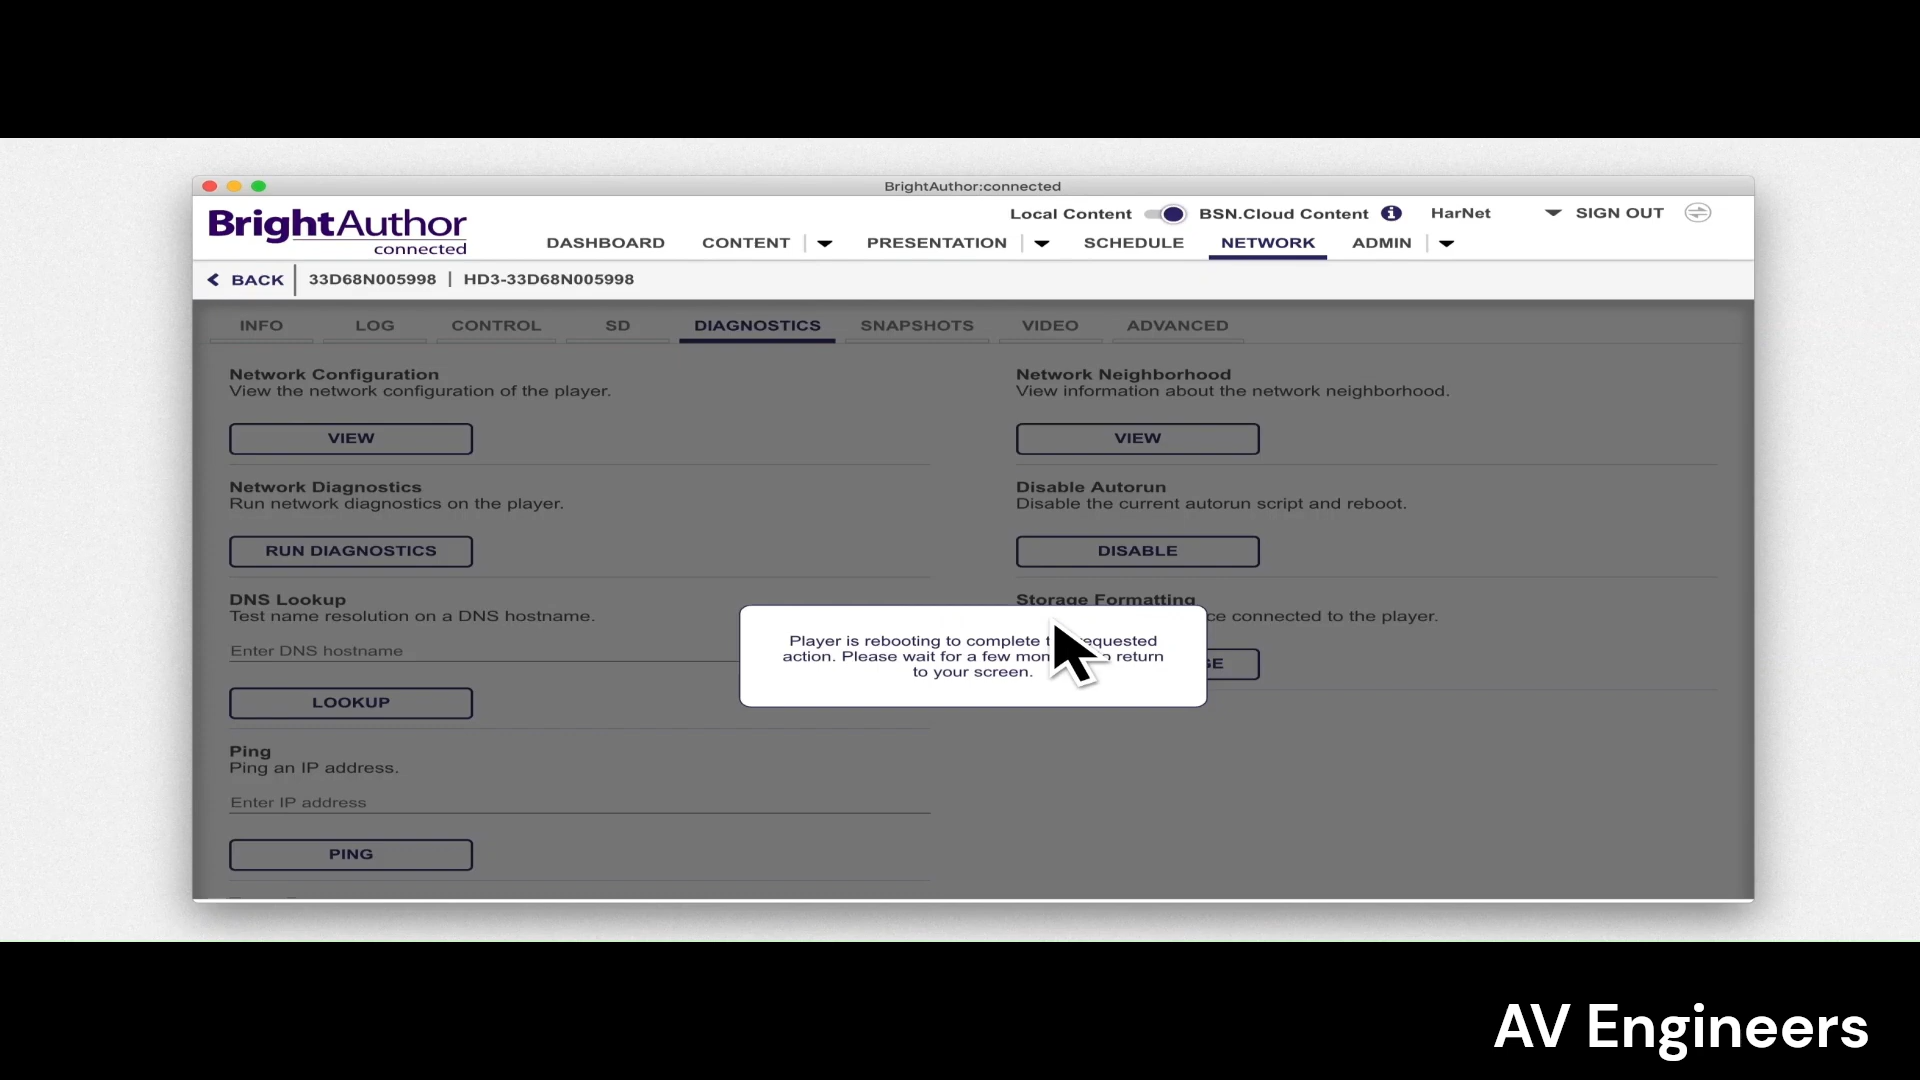 BrightAuthor:connected
BrightAuthor
connected
Local Content BSN.Cloud Content HarNet SIGN OUT
DASHBOARD CONTENT PRESENTATION SCHEDULE NETWORK ADMIN
BACK 33D68N005998 | HD3-33D68N005998
INFO LOG CONTROL SD DIAGNOSTICS SNAPSHOTS VIDEO ADVANCED
Network Configuration
View the network configuration of the player.
VIEW
Network Neighborhood
View information about the network neighborhood.
VIEW
Network Diagnostics
Run network diagnostics on the player.
RUN DIAGNOSTICS
Disable Autorun
Disable the current autorun script and reboot.
DISABLE
DNS Lookup
Test name resolution on a DNS hostname.
Enter DNS hostname
LOOKUP
Storage Formatting
connected to the player.
Player is rebooting to complete
action. Please wait for a few return
to your screen.
Ping
Ping an IP address.
Enter IP address
PING
AV Engineers